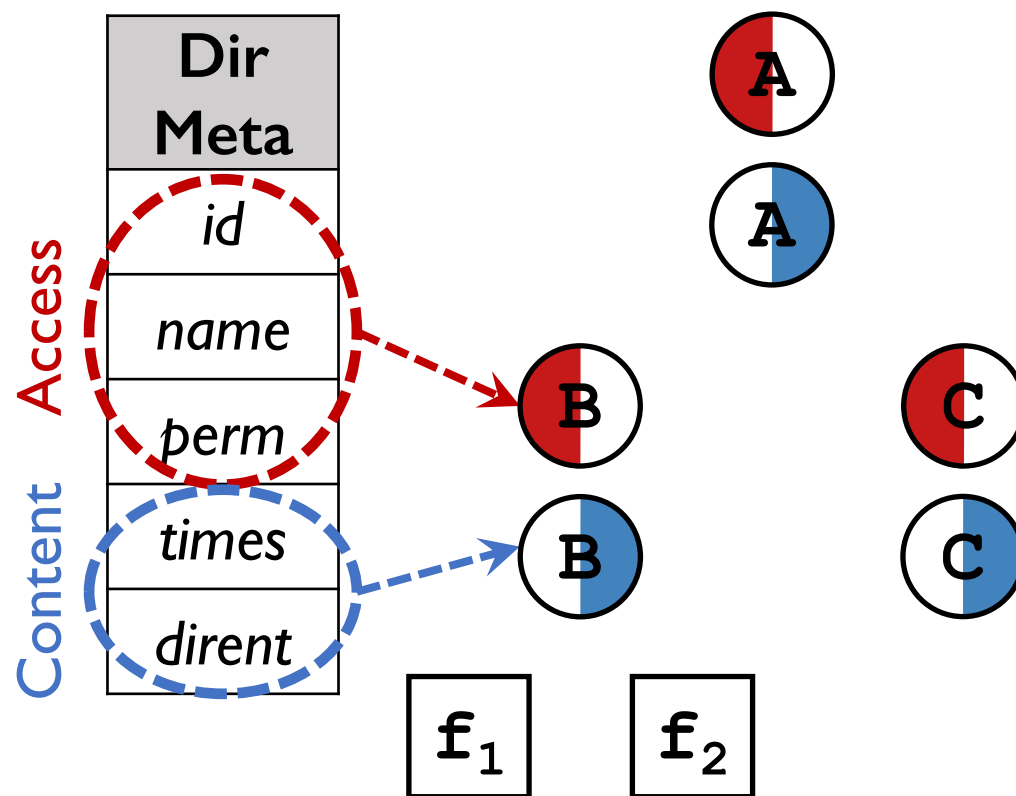 Dir
Meta
id
name
perm
times
dirent
Access
Content
A
A
B
C
B
C
f₁
f₂